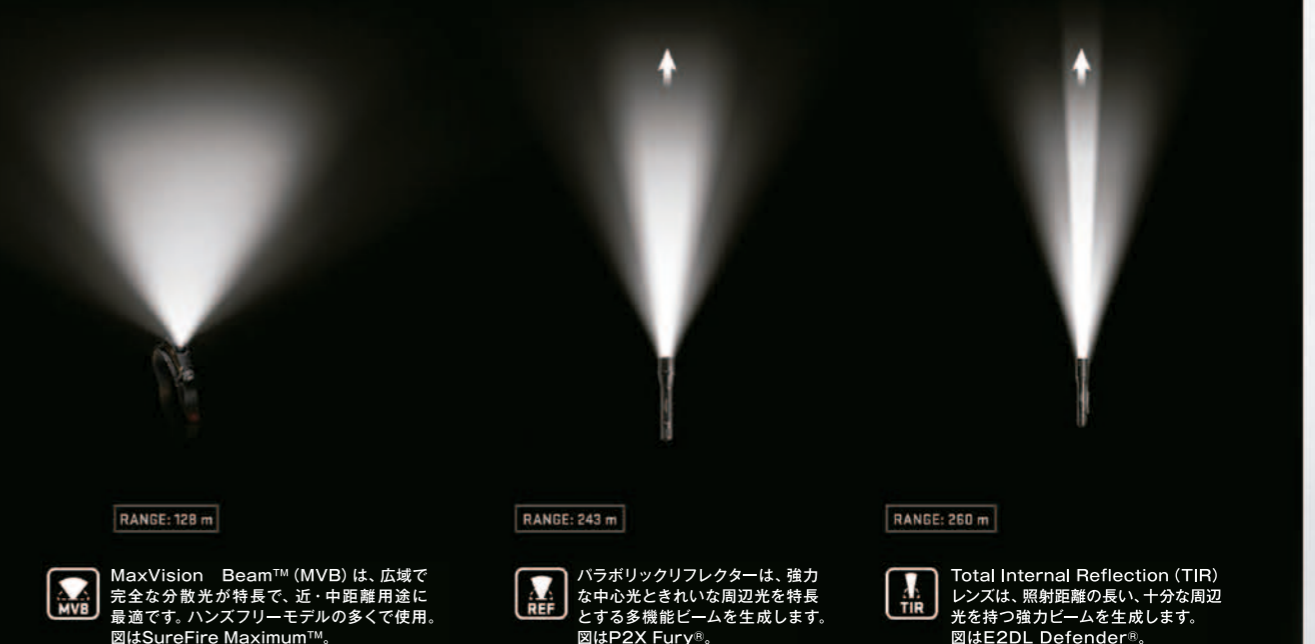 RANGE: 128 m
MVB
MaxVision Beam™ (MVB) は、広域で
完全な分散光が特長で、近・中距離用途に
最適です。ハンズフリーモデルの多くで使用。
図はSureFire Maximum™。
RANGE: 243 m
REF
パラボリックリフレクターは、強力
な中心光ときれいな周辺光を特長
とする多機能ビームを生成します。
図はP2X Fury®。
RANGE: 260 m
TIR
Total Internal Reflection (TIR)
レンズは、照射距離の長い、十分な周辺
光を持つ強力ビームを生成します。
図はE2DL Defender®。